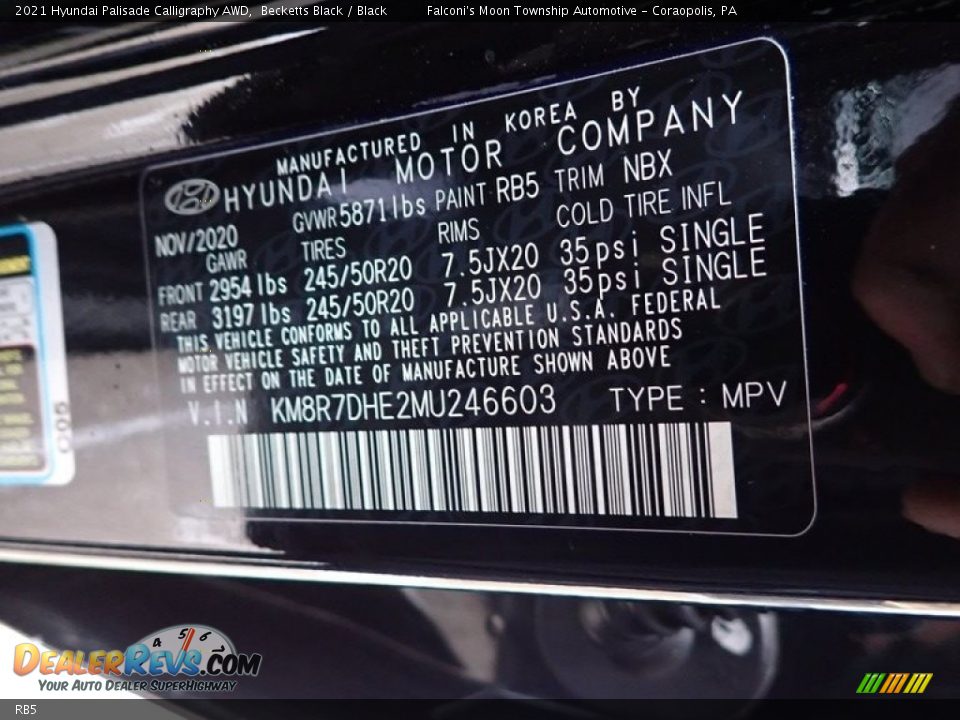 2021 Hyundai Palisade Calligraphy AWD, Becketts Black / Black Falconi's Moon Township Automotive - Coraopolis, PA
MANUFACTURED IN KOREA BY
HYUNDAI MOTOR COMPANY
NOV/2020 GVWR 5871 lbs PAINT RB5 TRIM NBX
GAWR TIRES RIMS COLD TIRE INFL
FRONT 2954 lbs 245/50R20 7.5JX20 35psi SINGLE
REAR 3197 lbs 245/50R20 7.5JX20 35psi SINGLE
THIS VEHICLE CONFORMS TO ALL APPLICABLE U.S.A. FEDERAL
MOTOR VEHICLE SAFETY AND THEFT PREVENTION STANDARDS
IN EFFECT ON THE DATE OF MANUFACTURE SHOWN ABOVE
V.I.N KM8R7DHE2MU246603 TYPE : MPV
4 5 6
DEALERREVS.COM
YOUR AUTO DEALER SUPERHIGHWAY
RB5